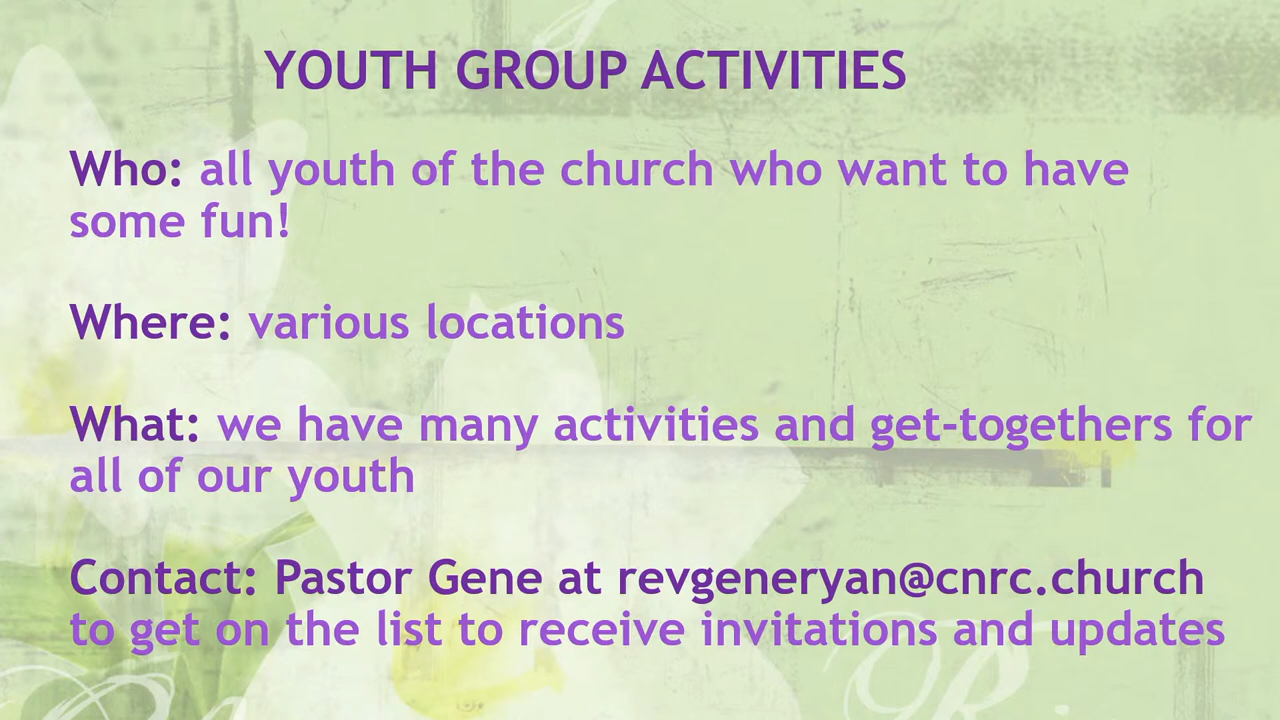 YOUTH GROUP ACTIVITIES
Who: all youth of the church who want to have
some fun!
Where: various locations
What: we have many activities and get-togethers for
all of our youth
Contact: Pastor Gene at revgeneryan@cnrc.church
to get on the list to receive invitations and updates